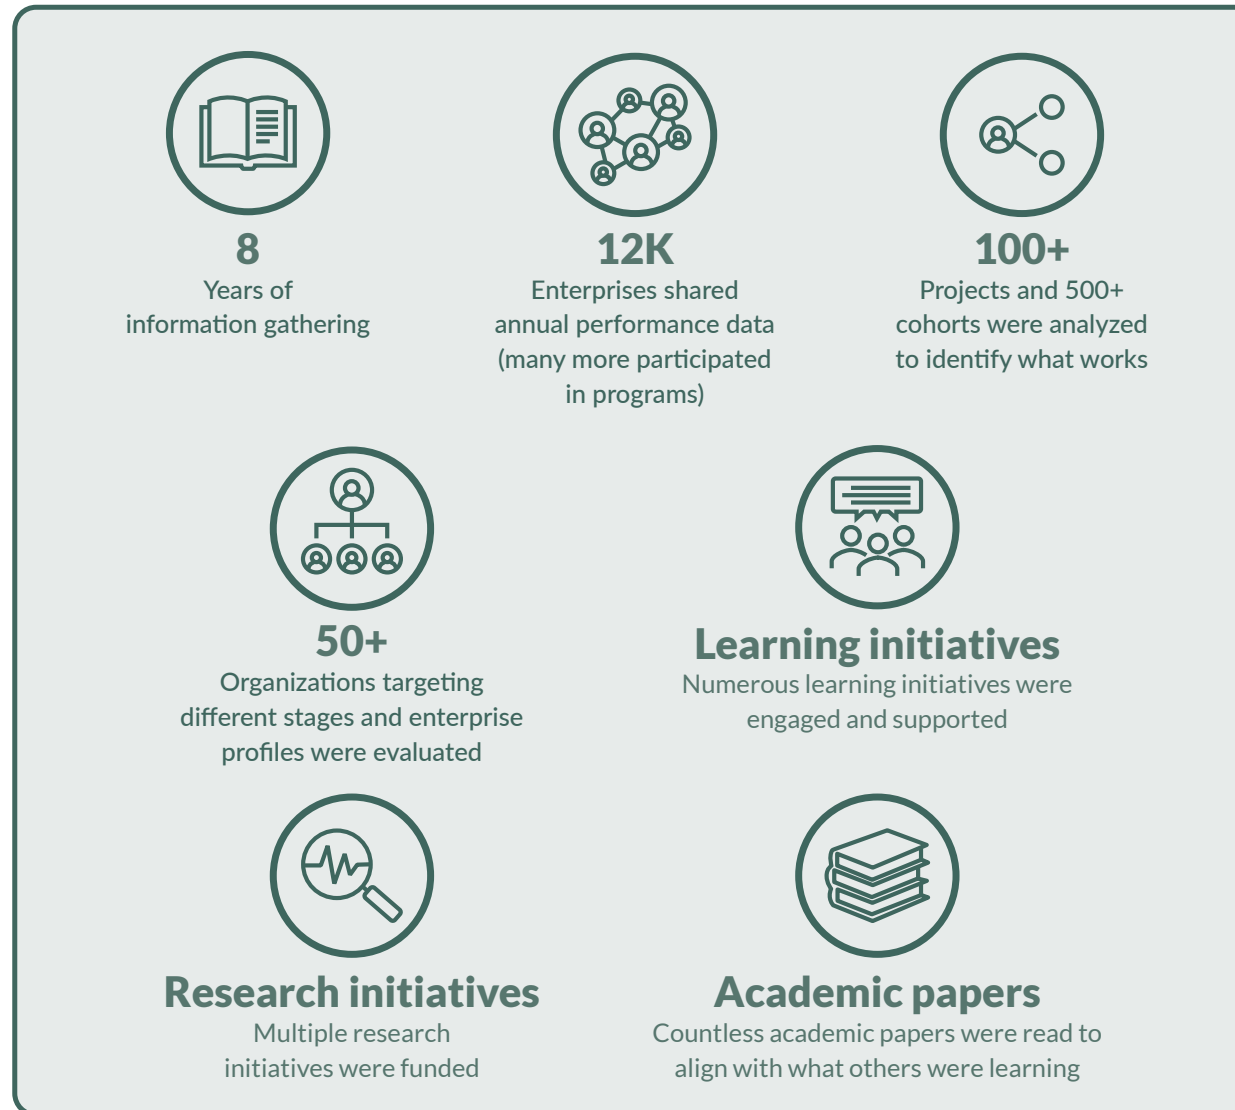 8
Years of
information gathering
12K
Enterprises shared
annual performance data
(many more participated
in programs)
100+
Projects and 500+
cohorts were analyzed
to identify what works
50+
Organizations targeting
different stages and enterprise
profiles were evaluated
Learning initiatives
Numerous learning initiatives were
engaged and supported
Research initiatives
Multiple research
initiatives were funded
Academic papers
Countless academic papers were read to
align with what others were learning